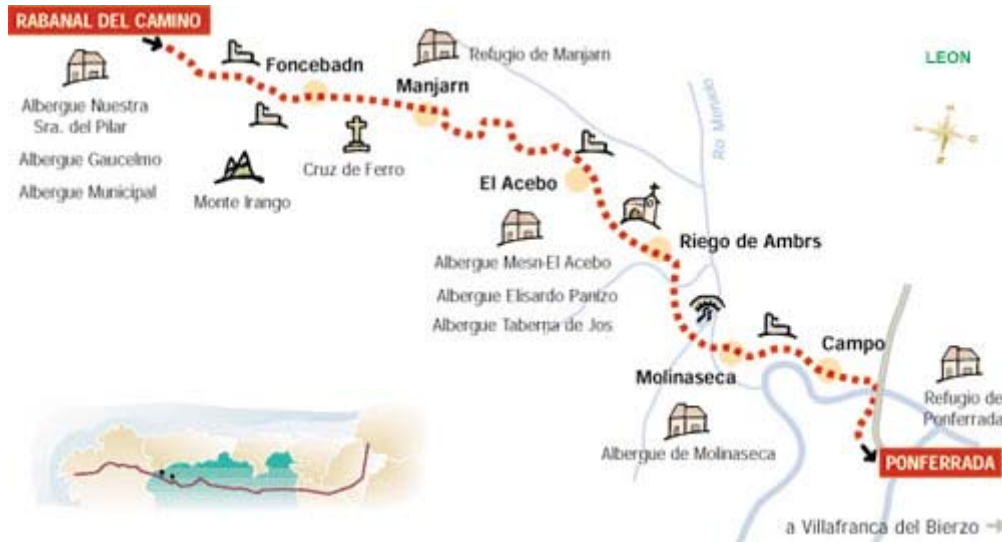 RABANAL DEL CAMINO
Albergue Nuestra
Sra. del Pilar
Albergue Gaucelmo
Albergue Municipal
Foncebadn
Monte Irango
Cruz de Ferro
Manjarn
Refugio de Manjarn
LEON
Ro Meruelo
El Acebo
Albergue Mesn-El Acebo
Albergue Elisardo Panizo
Albergue Taberna de Jos
Riego de Ambrs
Molinaseca
Albergue de Molinaseca
Campo
Refugio de
Ponferrada
PONFERRADA
a Villafranca del Bierzo